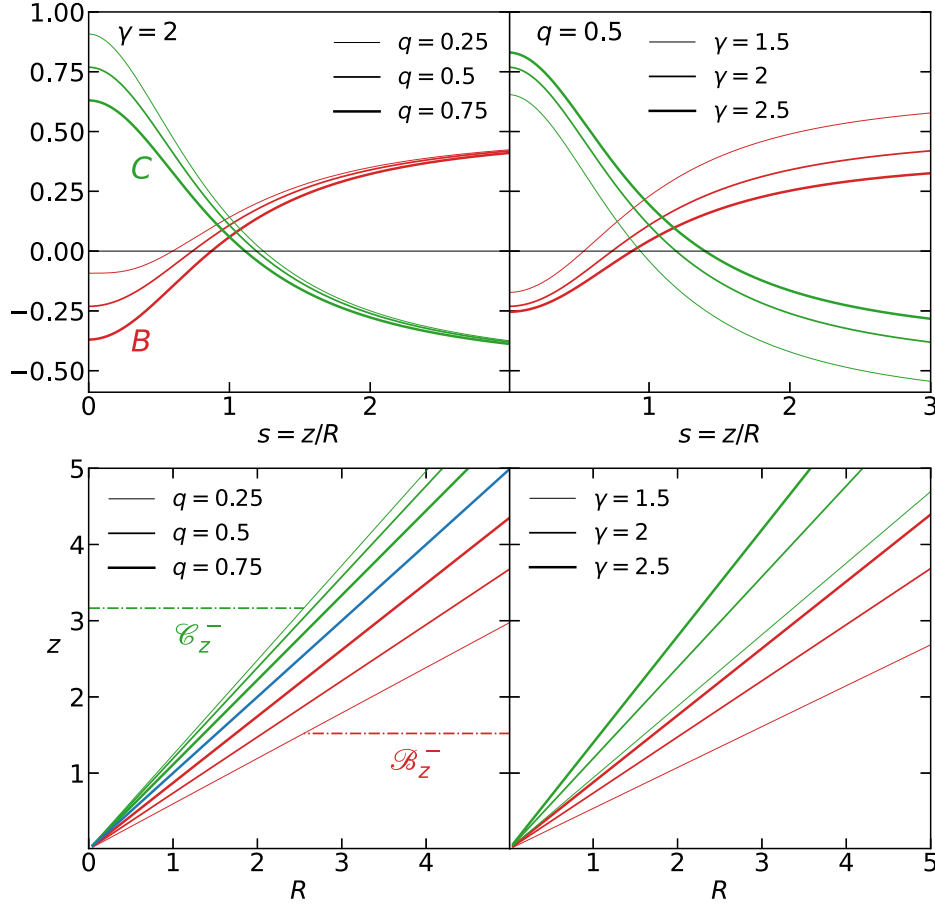 1.00
0.75
0.50
0.25
0.00
−0.25
−0.50
γ = 2
q = 0.25
q = 0.5
q = 0.75
C
B
0 1 2
s = z/R
q = 0.5
γ = 1.5
γ = 2
γ = 2.5
1 2 3
s = z/R
5
4
3
2
1
z
q = 0.25
q = 0.5
q = 0.75
𝒞z−
ℬz−
0 1 2 3 4
R
γ = 1.5
γ = 2
γ = 2.5
1 2 3 4 5
R